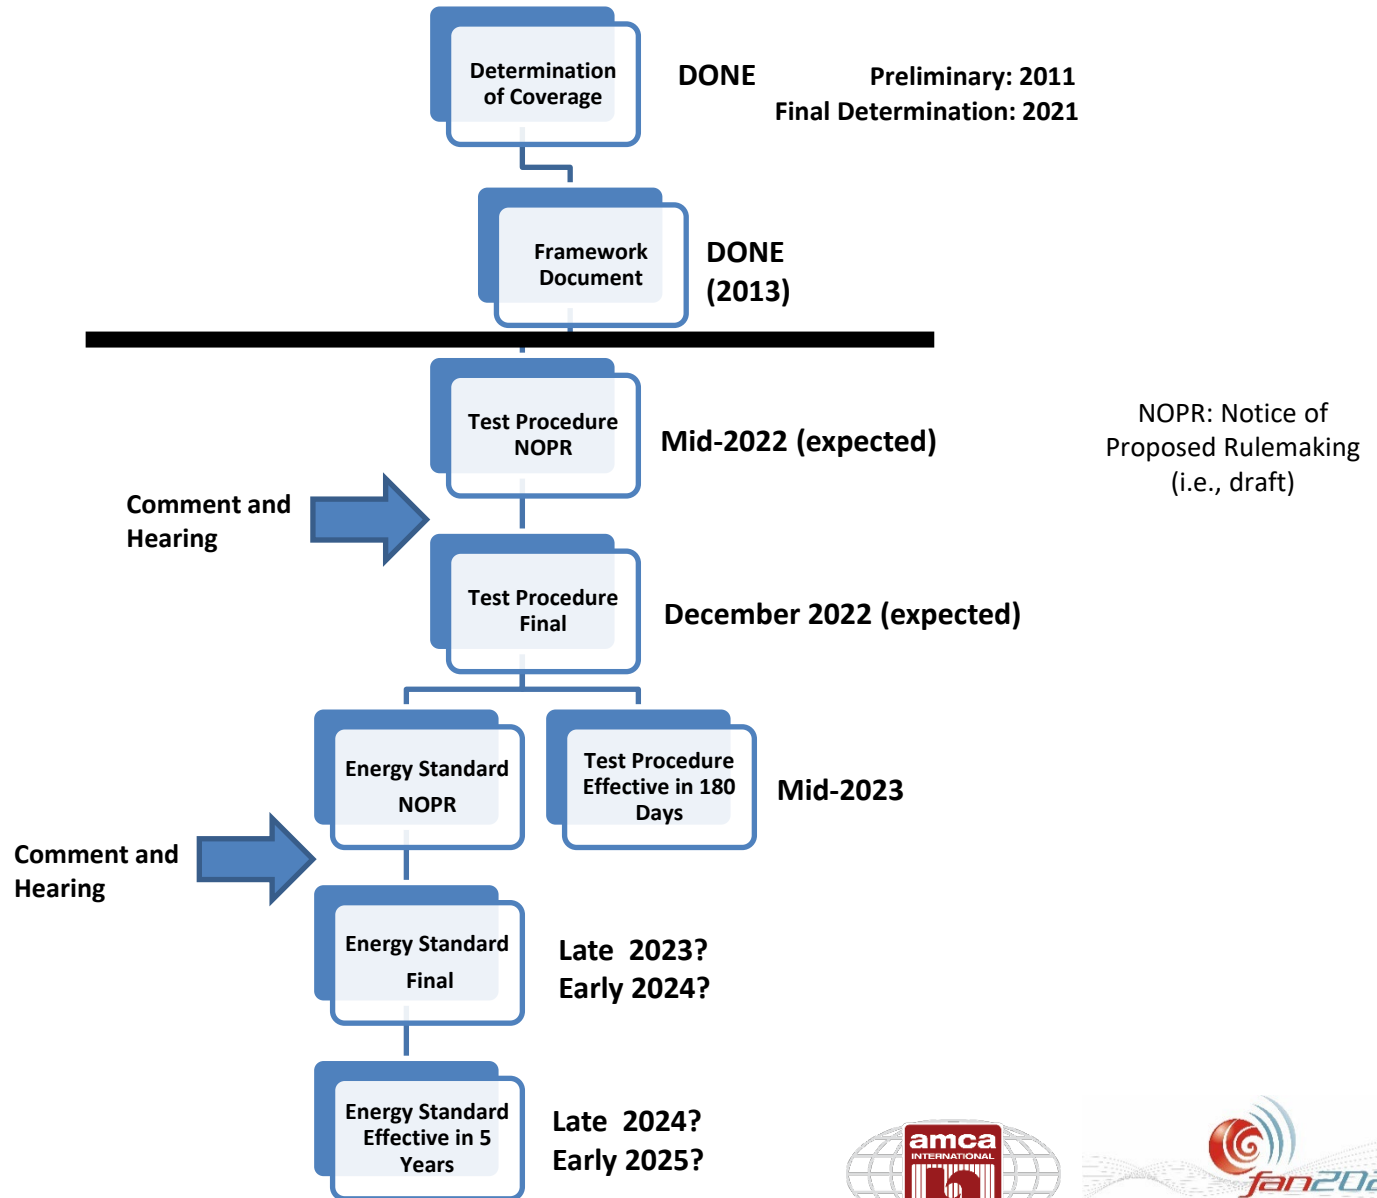 Determination
of Coverage
DONE
Preliminary: 2011
Final Determination: 2021
Framework
Document
DONE
(2013)
Test Procedure
NOPR
Mid-2022 (expected)
NOPR: Notice of
Proposed Rulemaking
(i.e., draft)
Comment and
Hearing
Test Procedure
Final
December 2022 (expected)
Energy Standard
NOPR
Test Procedure
Effective in 180
Days
Mid-2023
Comment and
Hearing
Energy Standard
Final
Late 2023?
Early 2024?
Energy Standard
Effective in 5
Years
Late 2024?
Early 2025?
amca
INTERNATIONAL